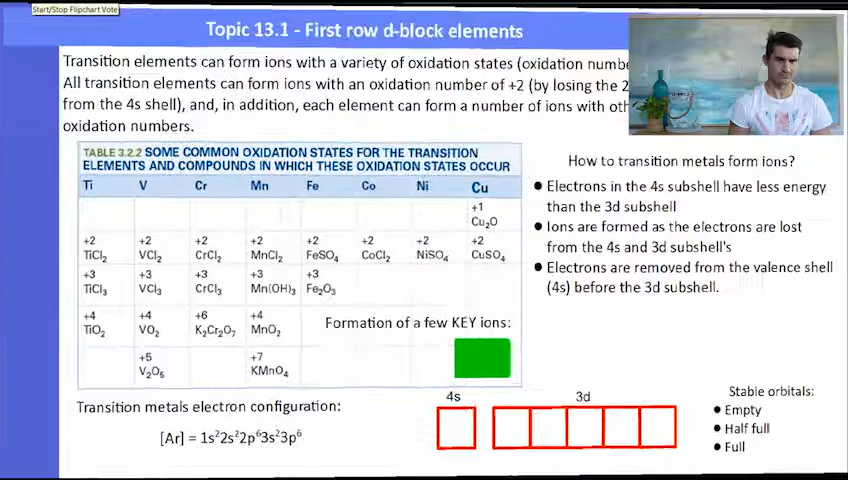 Start/Stop Flipchart Vote
Topic 13.1 - First row d-block elements
Transition elements can form ions with a variety of oxidation states (oxidation
All transition elements can form ions with an oxidation number of +2 (by losing the 2
from the 4s shell), and, in addition, each element can form a number of ions with
oxidation numbers.
TABLE 3.2.2 SOME COMMON OXIDATION STATES FOR THE TRANSITION
ELEMENTS AND COMPOUNDS IN WHICH THESE OXIDATION STATES OCCUR
Ti V Cr Mn Fe Co Ni Cu
+1
Cu₂O
+2 +2 +2 +2 +2 +2 +2 +2
TiCl₂ VCl₂ CrCl₂ MnCl₂ FeSO₄ CoCl₂ NiSO₄ CuSO₄
+3 +3 +3 +3 +3
TiCl₃ VCl₃ CrCl₃ Mn(OH)₃ Fe₂O₃
+4 +4 +6 +4
TiO₂ VO₂ K₂Cr₂O₇ MnO₂
+5 +7
V₂O₅ KMnO₄
Formation of a few KEY ions:
How to transition metals form ions?
• Electrons in the 4s subshell have less energy
than the 3d subshell
• Ions are formed as the electrons are lost
from the 4s and 3d subshell's
• Electrons are removed from the valence shell
(4s) before the 3d subshell.
Transition metals electron configuration:
[Ar] = 1s²2s²2p⁶3s²3p⁶
4s 3d
Stable orbitals:
• Empty
• Half full
• Full